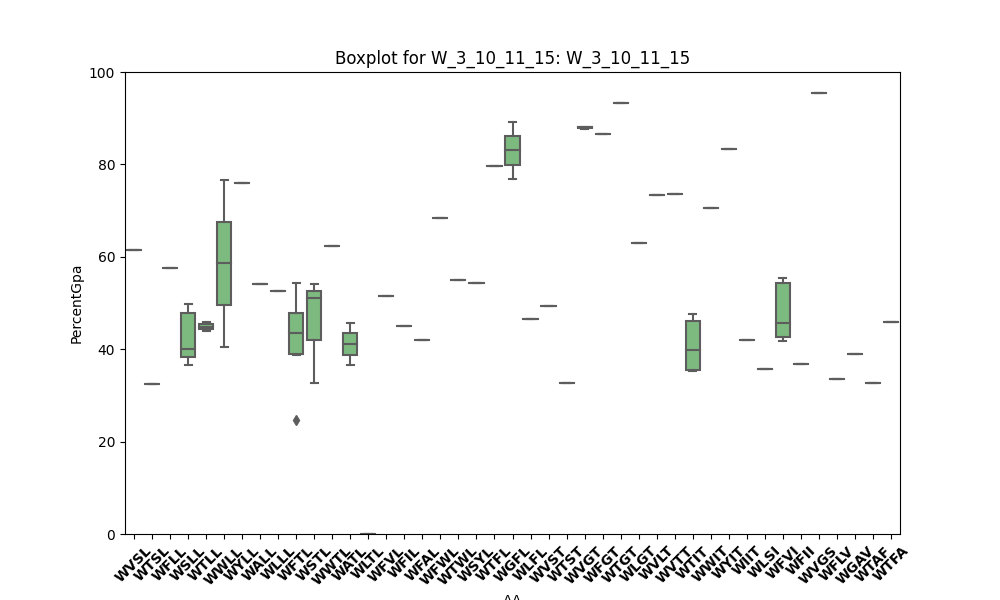 Boxplot for W_3_10_11_15: W_3_10_11_15
PercentGpa
100
80
60
40
20
0
WVSL
WTSL
WFLL
WSLL
WTLL
WWLL
WYLL
WALL
WLLL
WFTL
WSTL
WWTL
WATL
WLTL
WFVL
WFIL
WFAL
WFWL
WTWL
WSYL
WTFL
WGFL
WLFL
WVST
WTST
WVGT
WFGT
WTGT
WLGT
WVLT
WVTT
WTIT
WWIT
WYIT
WIIT
WLSI
WFVI
WFII
WVGS
WFLV
WGAV
WTAF
WTFA